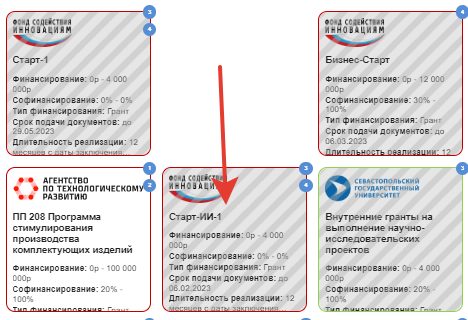 3
4
ФОНД СОДЕЙСТВИЯ
ИННОВАЦИЯМ
Старт-1
Финансирование: 0р - 4 000
000р
Софинансирование: 0% - 0%
Тип финансирования: Грант
Срок подачи документов: до
29.05.2023
Длительность реализации: 12
месяцев с даты заключения...
4
ФОНД СОДЕЙСТВИЯ
ИННОВАЦИЯМ
Бизнес-Старт
Финансирование: 0р - 12 000
000р
Софинансирование: 30% -
100%
Тип финансирования: Грант
Срок подачи документов: до
06.03.2023
Длительность реализации: 12
1
2
АГЕНТСТВО
ПО ТЕХНОЛОГИЧЕСКОМУ
РАЗВИТИЮ
ПП 208 Программа
стимулирования
производства
комплектующих изделий
Финансирование: 0р - 100 000
000р
Софинансирование: 20% -
100%
Тип финансирования: Грант
3
4
ФОНД СОДЕЙСТВИЯ
ИННОВАЦИЯМ
Старт-ИИ-1
Финансирование: 0р - 4 000
000р
Софинансирование: 0% - 0%
Тип финансирования: Грант
Срок подачи документов: до
06.02.2023
Длительность реализации: 12
месяцев с даты заключения...
3
СЕВАСТОПОЛЬСКИЙ
ГОСУДАРСТВЕННЫЙ
УНИВЕРСИТЕТ
Внутренние гранты на
выполнение научно-
исследовательских
проектов
Финансирование: 0р - 4 000
000р
Софинансирование: 20% -
100%
Тип финансирования: Грант